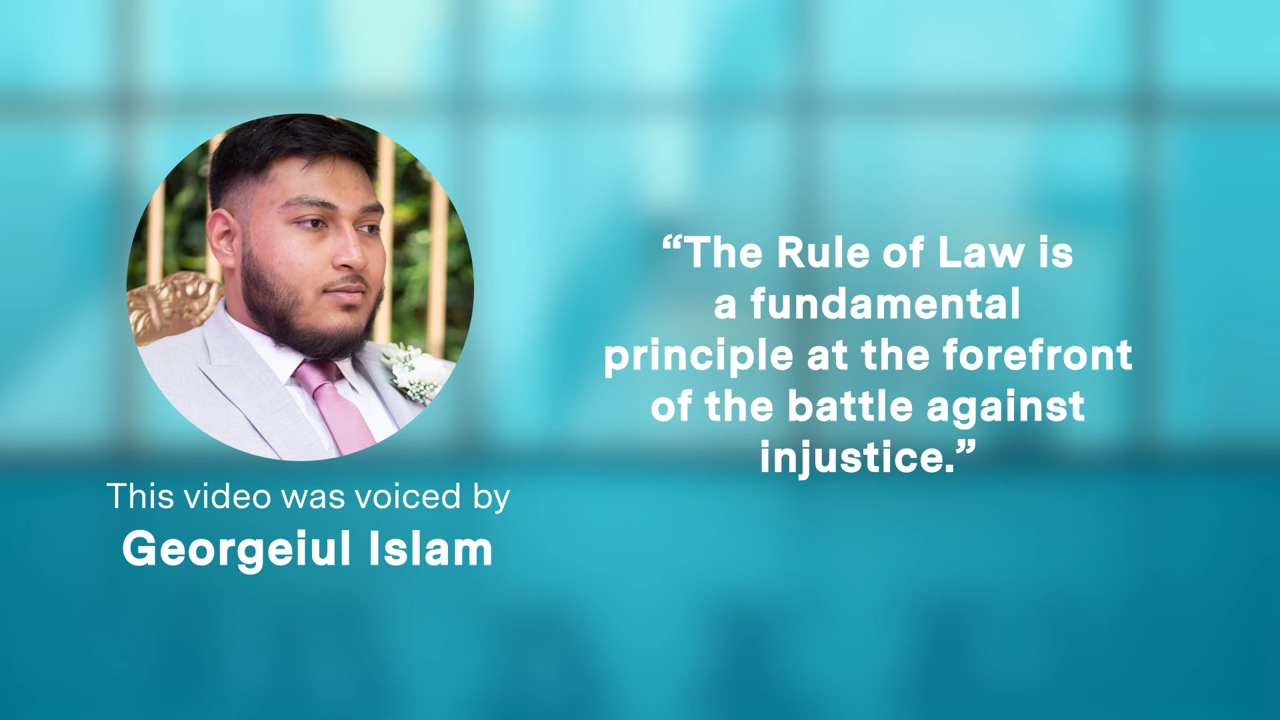 This video was voiced by
Georgeiul Islam
“The Rule of Law is
a fundamental
principle at the forefront
of the battle against
injustice.”